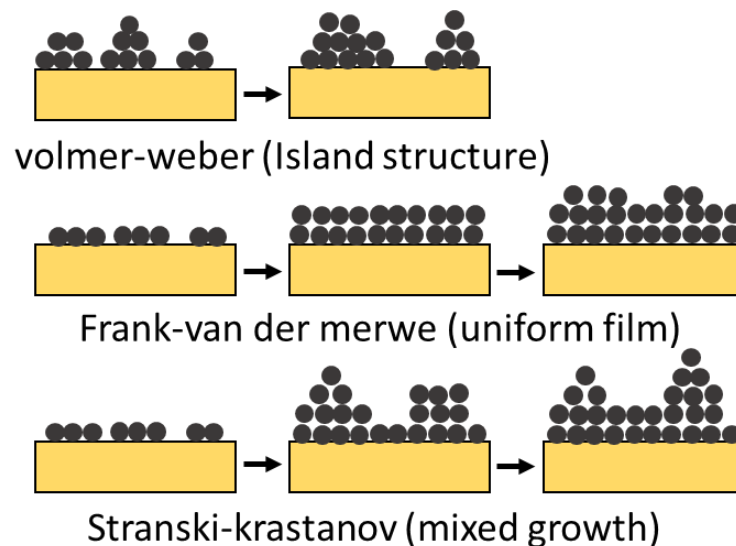 volmer-weber (Island structure)
Frank-van der merwe (uniform film)
Stranski-krastanov (mixed growth)